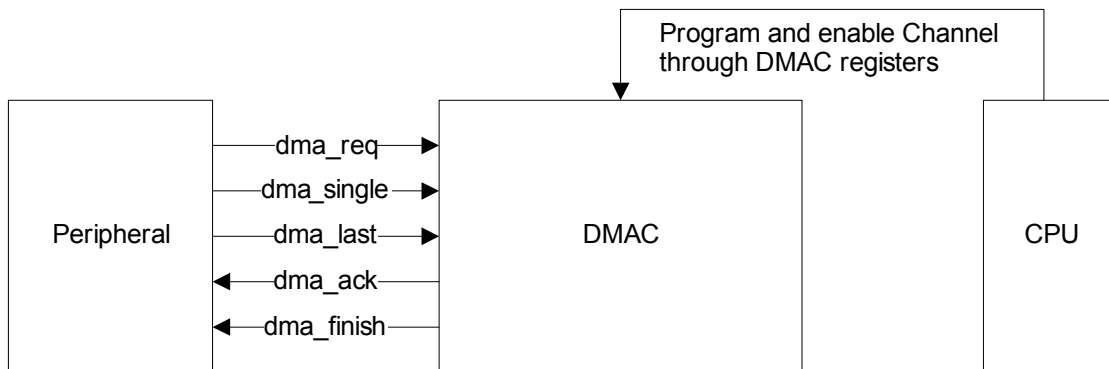 Program and enable Channel
through DMAC registers
dma_req
dma_single
dma_last
dma_ack
dma_finish
Peripheral
DMAC
CPU